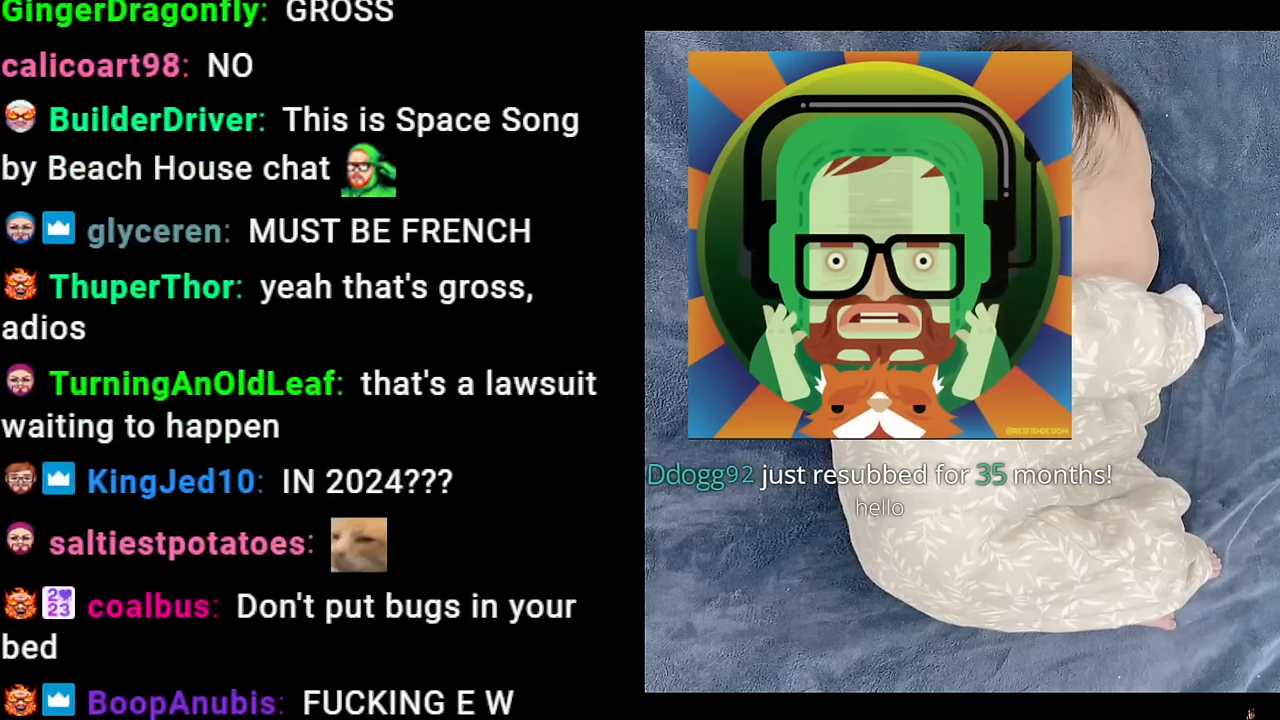 GingerDragonfly: GROSS
calicoart98: NO
BuilderDriver: This is Space Song
by Beach House chat
glyceren: MUST BE FRENCH
ThuperThor: yeah that's gross,
adios
TurningAnOldLeaf: that's a lawsuit
waiting to happen
KingJed10: IN 2024???
saltiestpotatoes:
2023
coalbus: Don't put bugs in your
bed
BoopAnubis: FUCKING E W
@RESFISHDESIGN
Ddogg92 just resubbed for 35 months!
hello